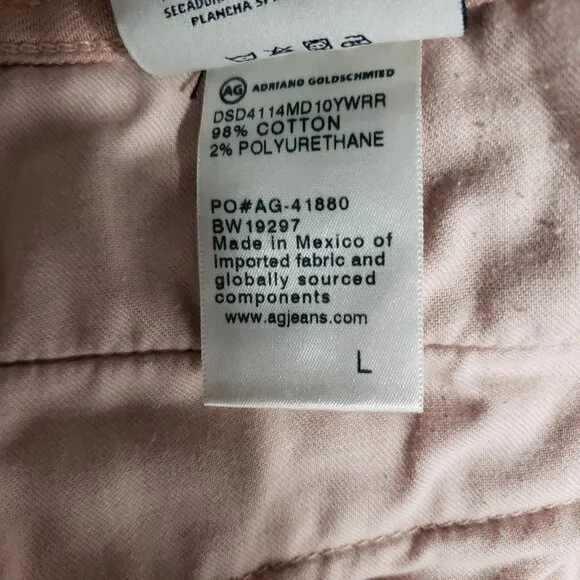 PLANCHA
AG ADRIANO GOLDSCHMIED
DSD4114MD10YWRR
98% COTTON
2% POLYURETHANE
PO#AG-41880
BW19297
Made in Mexico of
imported fabric and
globally sourced
components
www.agjeans.com
L